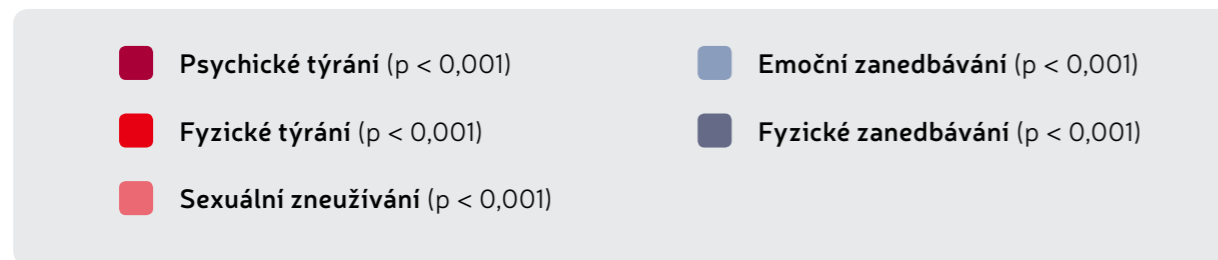 Psychické týrání (p < 0,001)
Fyzické týrání (p < 0,001)
Sexuální zneužívání (p < 0,001)
Emoční zanedbávání (p < 0,001)
Fyzické zanedbávání (p < 0,001)